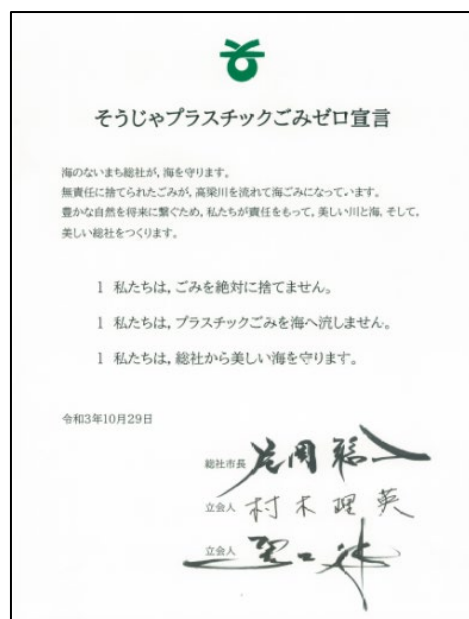 そうじゃプラスチックごみゼロ宣言
海のないまち総社が，海を守ります。
無責任に捨てられたごみが，高梁川を流れて海ごみになっています。
豊かな自然を将来に繋ぐため，私たちが責任をもって，美しい川と海，そして，
美しい総社をつくります。
1 私たちは，ごみを絶対に捨てません。
1 私たちは，プラスチックごみを海へ流しません。
1 私たちは，総社から美しい海を守ります。
令和3年10月29日
総社市長 片岡聡一
立会人 村木理英
立会人